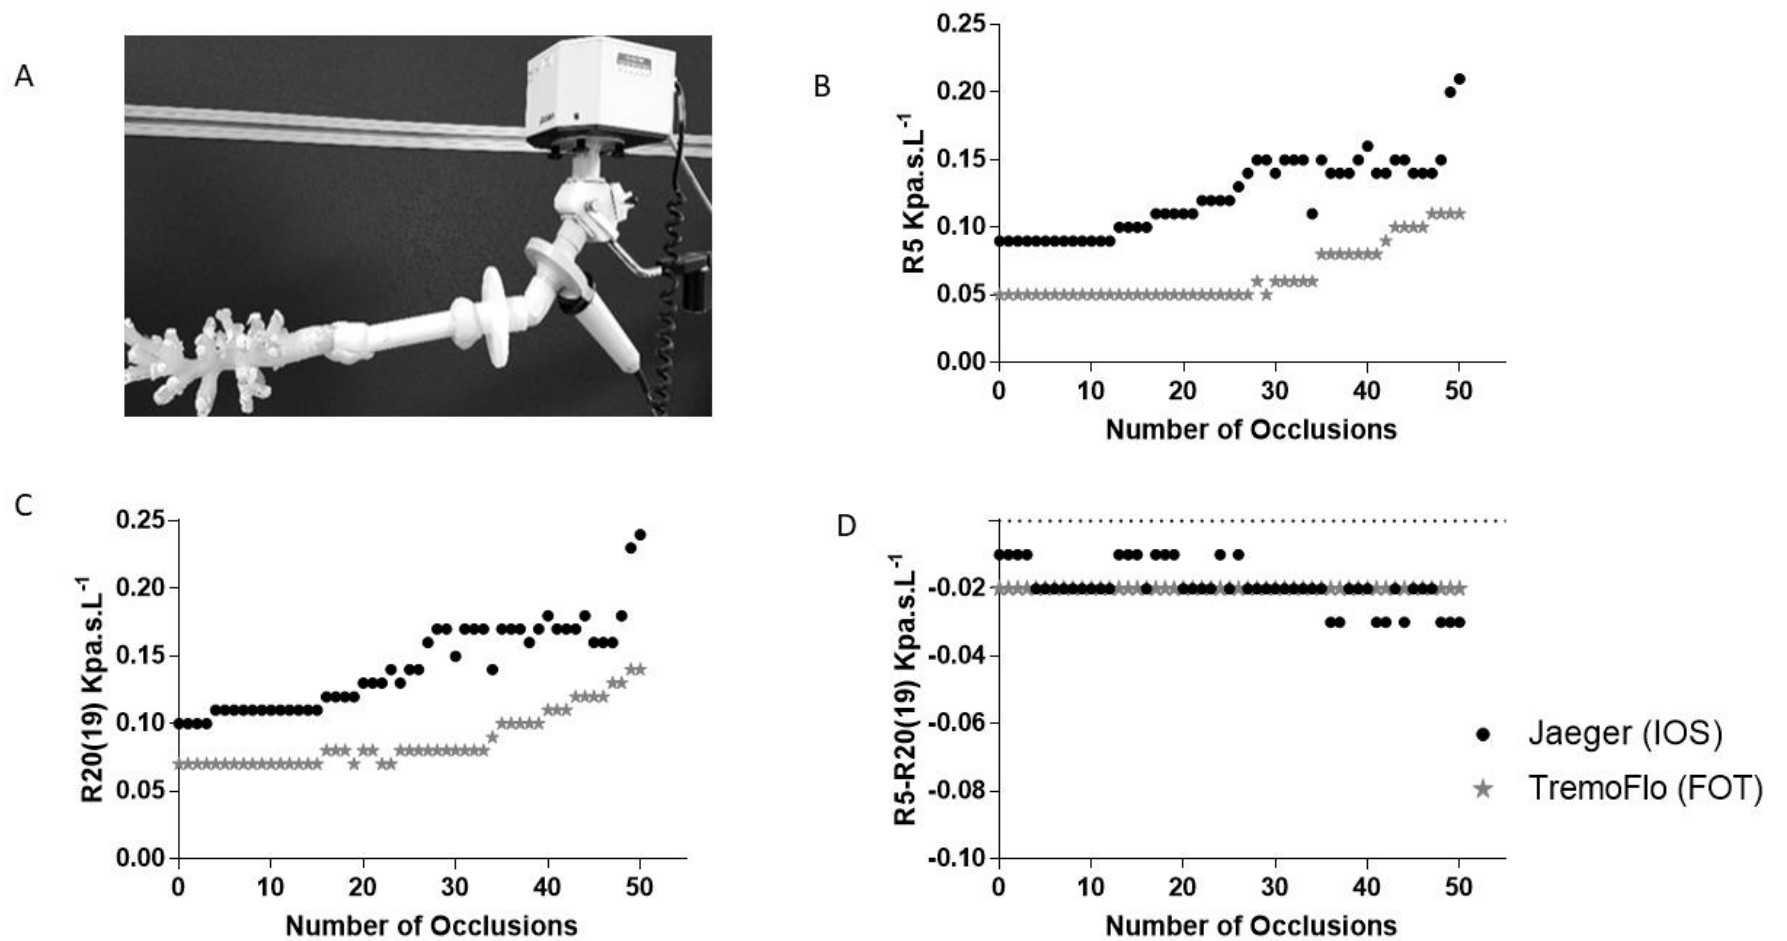 A
B
0.25
0.20
0.15
0.10
0.05
0.00
R5 Kpa.s.L-1
0 10 20 30 40 50
Number of Occlusions
C
0.25
0.20
0.15
0.10
0.05
0.00
R20(19) Kpa.s.L-1
0 10 20 30 40 50
Number of Occlusions
D
-0.02
-0.04
-0.06
-0.08
-0.10
R5-R20(19) Kpa.s.L-1
0 10 20 30 40 50
Number of Occlusions
Jaeger (IOS)
TremoFlo (FOT)